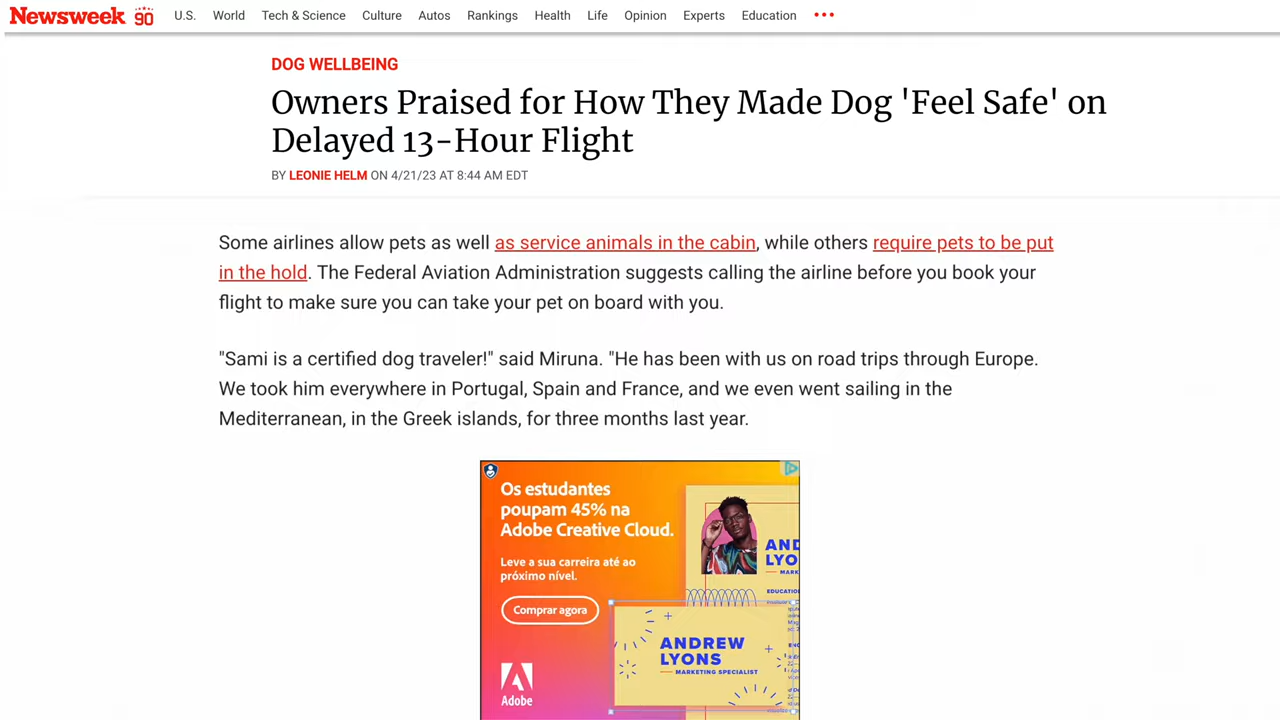 Newsweek 90 U.S. World Tech & Science Culture Autos Rankings Health Life Opinion Experts Education
DOG WELLBEING
Owners Praised for How They Made Dog 'Feel Safe' on
Delayed 13-Hour Flight
BY LEONIE HELM ON 4/21/23 AT 8:44 AM EDT
Some airlines allow pets as well as service animals in the cabin, while others require pets to be put
in the hold. The Federal Aviation Administration suggests calling the airline before you book your
flight to make sure you can take your pet on board with you.
"Sami is a certified dog traveler!" said Miruna. "He has been with us on road trips through Europe.
We took him everywhere in Portugal, Spain and France, and we even went sailing in the
Mediterranean, in the Greek islands, for three months last year.
Os estudantes
poupam 45% na
Adobe Creative Cloud.
Leve a sua carreira até ao
próximo nível.
Comprar agora
Adobe
AND
LYO
MARK
EDUCATIO
ANDREW
LYONS
MARKETING SPECIALIST